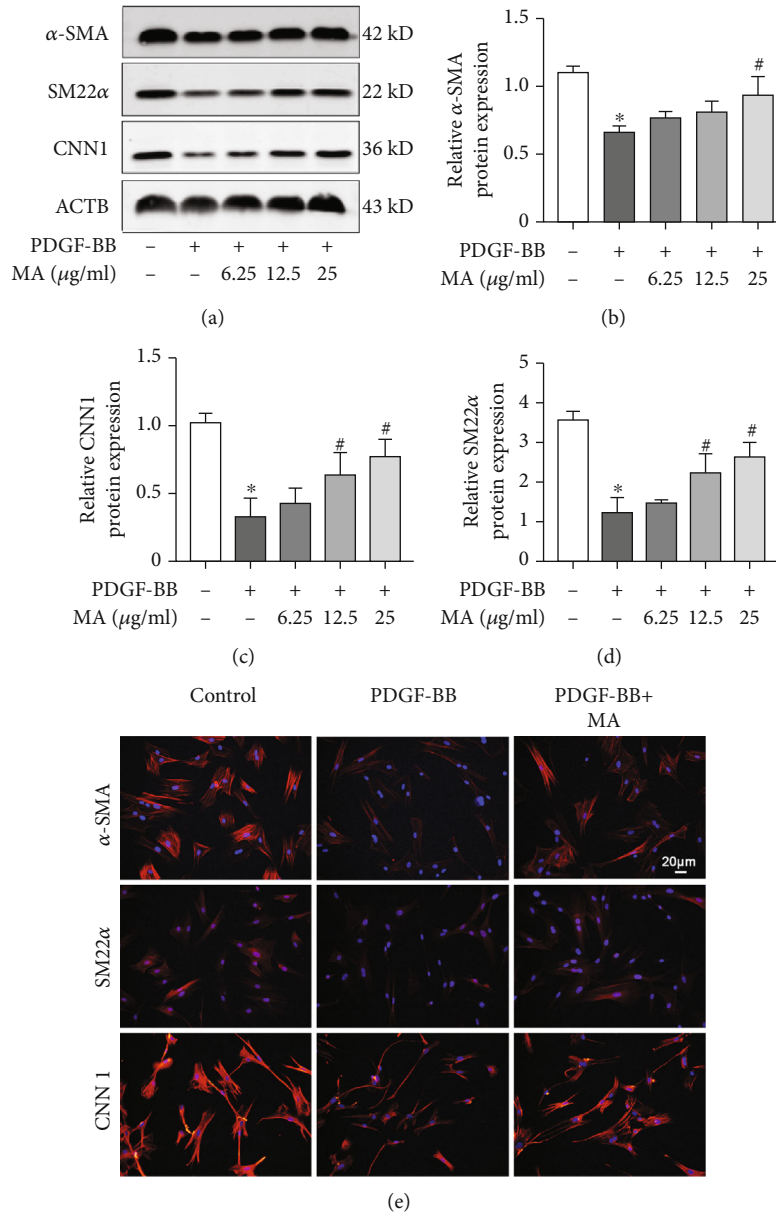 α-SMA 42 kD
SM22α 22 kD
CNN1 36 kD
ACTB 43 kD
PDGF-BB – + + + +
MA (μg/ml) – – 6.25 12.5 25
(a)
1.5
1.0
0.5
0
Relative α-SMA
protein expression
*
#
PDGF-BB – + + + +
MA (μg/ml) – – 6.25 12.5 25
(b)
1.5
1.0
0.5
0
Relative CNN1
protein expression
*
#
#
PDGF-BB – + + + +
MA (μg/ml) – – 6.25 12.5 25
(c)
5
4
3
2
1
0
Relative SM22α
protein expression
*
#
#
PDGF-BB – + + + +
MA (μg/ml) – – 6.25 12.5 25
(d)
Control PDGF-BB PDGF-BB+
MA
α-SMA
20μm
SM22α
CNN 1
(e)